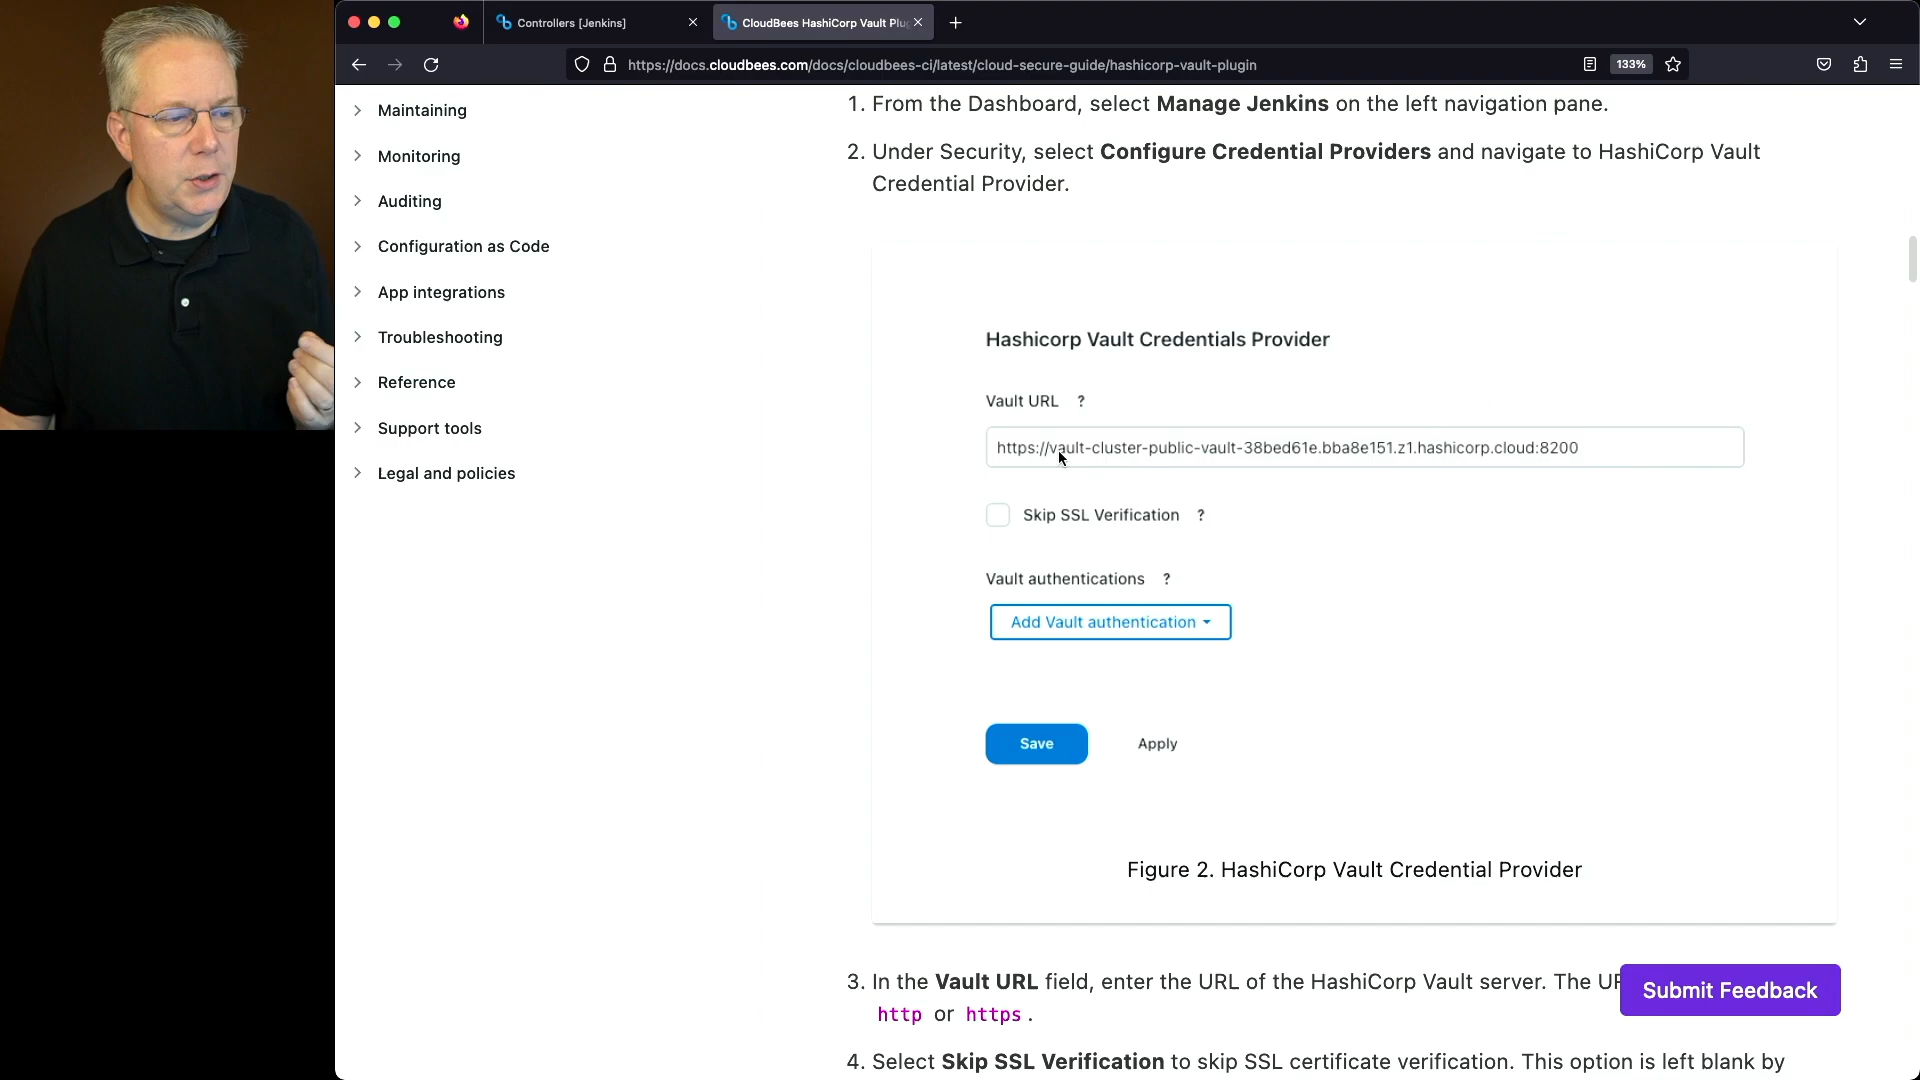 Controllers [Jenkins]
CloudBees HashiCorp Vault Plu
https://docs.cloudbees.com/docs/cloudbees-ci/latest/cloud-secure-guide/hashicorp-vault-plugin
133%
Maintaining
Monitoring
Auditing
Configuration as Code
App integrations
Troubleshooting
Reference
Support tools
Legal and policies
1. From the Dashboard, select Manage Jenkins on the left navigation pane.
2. Under Security, select Configure Credential Providers and navigate to HashiCorp Vault
Credential Provider.
Hashicorp Vault Credentials Provider
Vault URL ?
https://vault-cluster-public-vault-38bed61e.bba8e151.z1.hashicorp.cloud:8200
Skip SSL Verification ?
Vault authentications ?
Add Vault authentication
Save Apply
Figure 2. HashiCorp Vault Credential Provider
3. In the Vault URL field, enter the URL of the HashiCorp Vault server. The
http or https.
Submit Feedback
4. Select Skip SSL Verification to skip SSL certificate verification. This option is left blank by